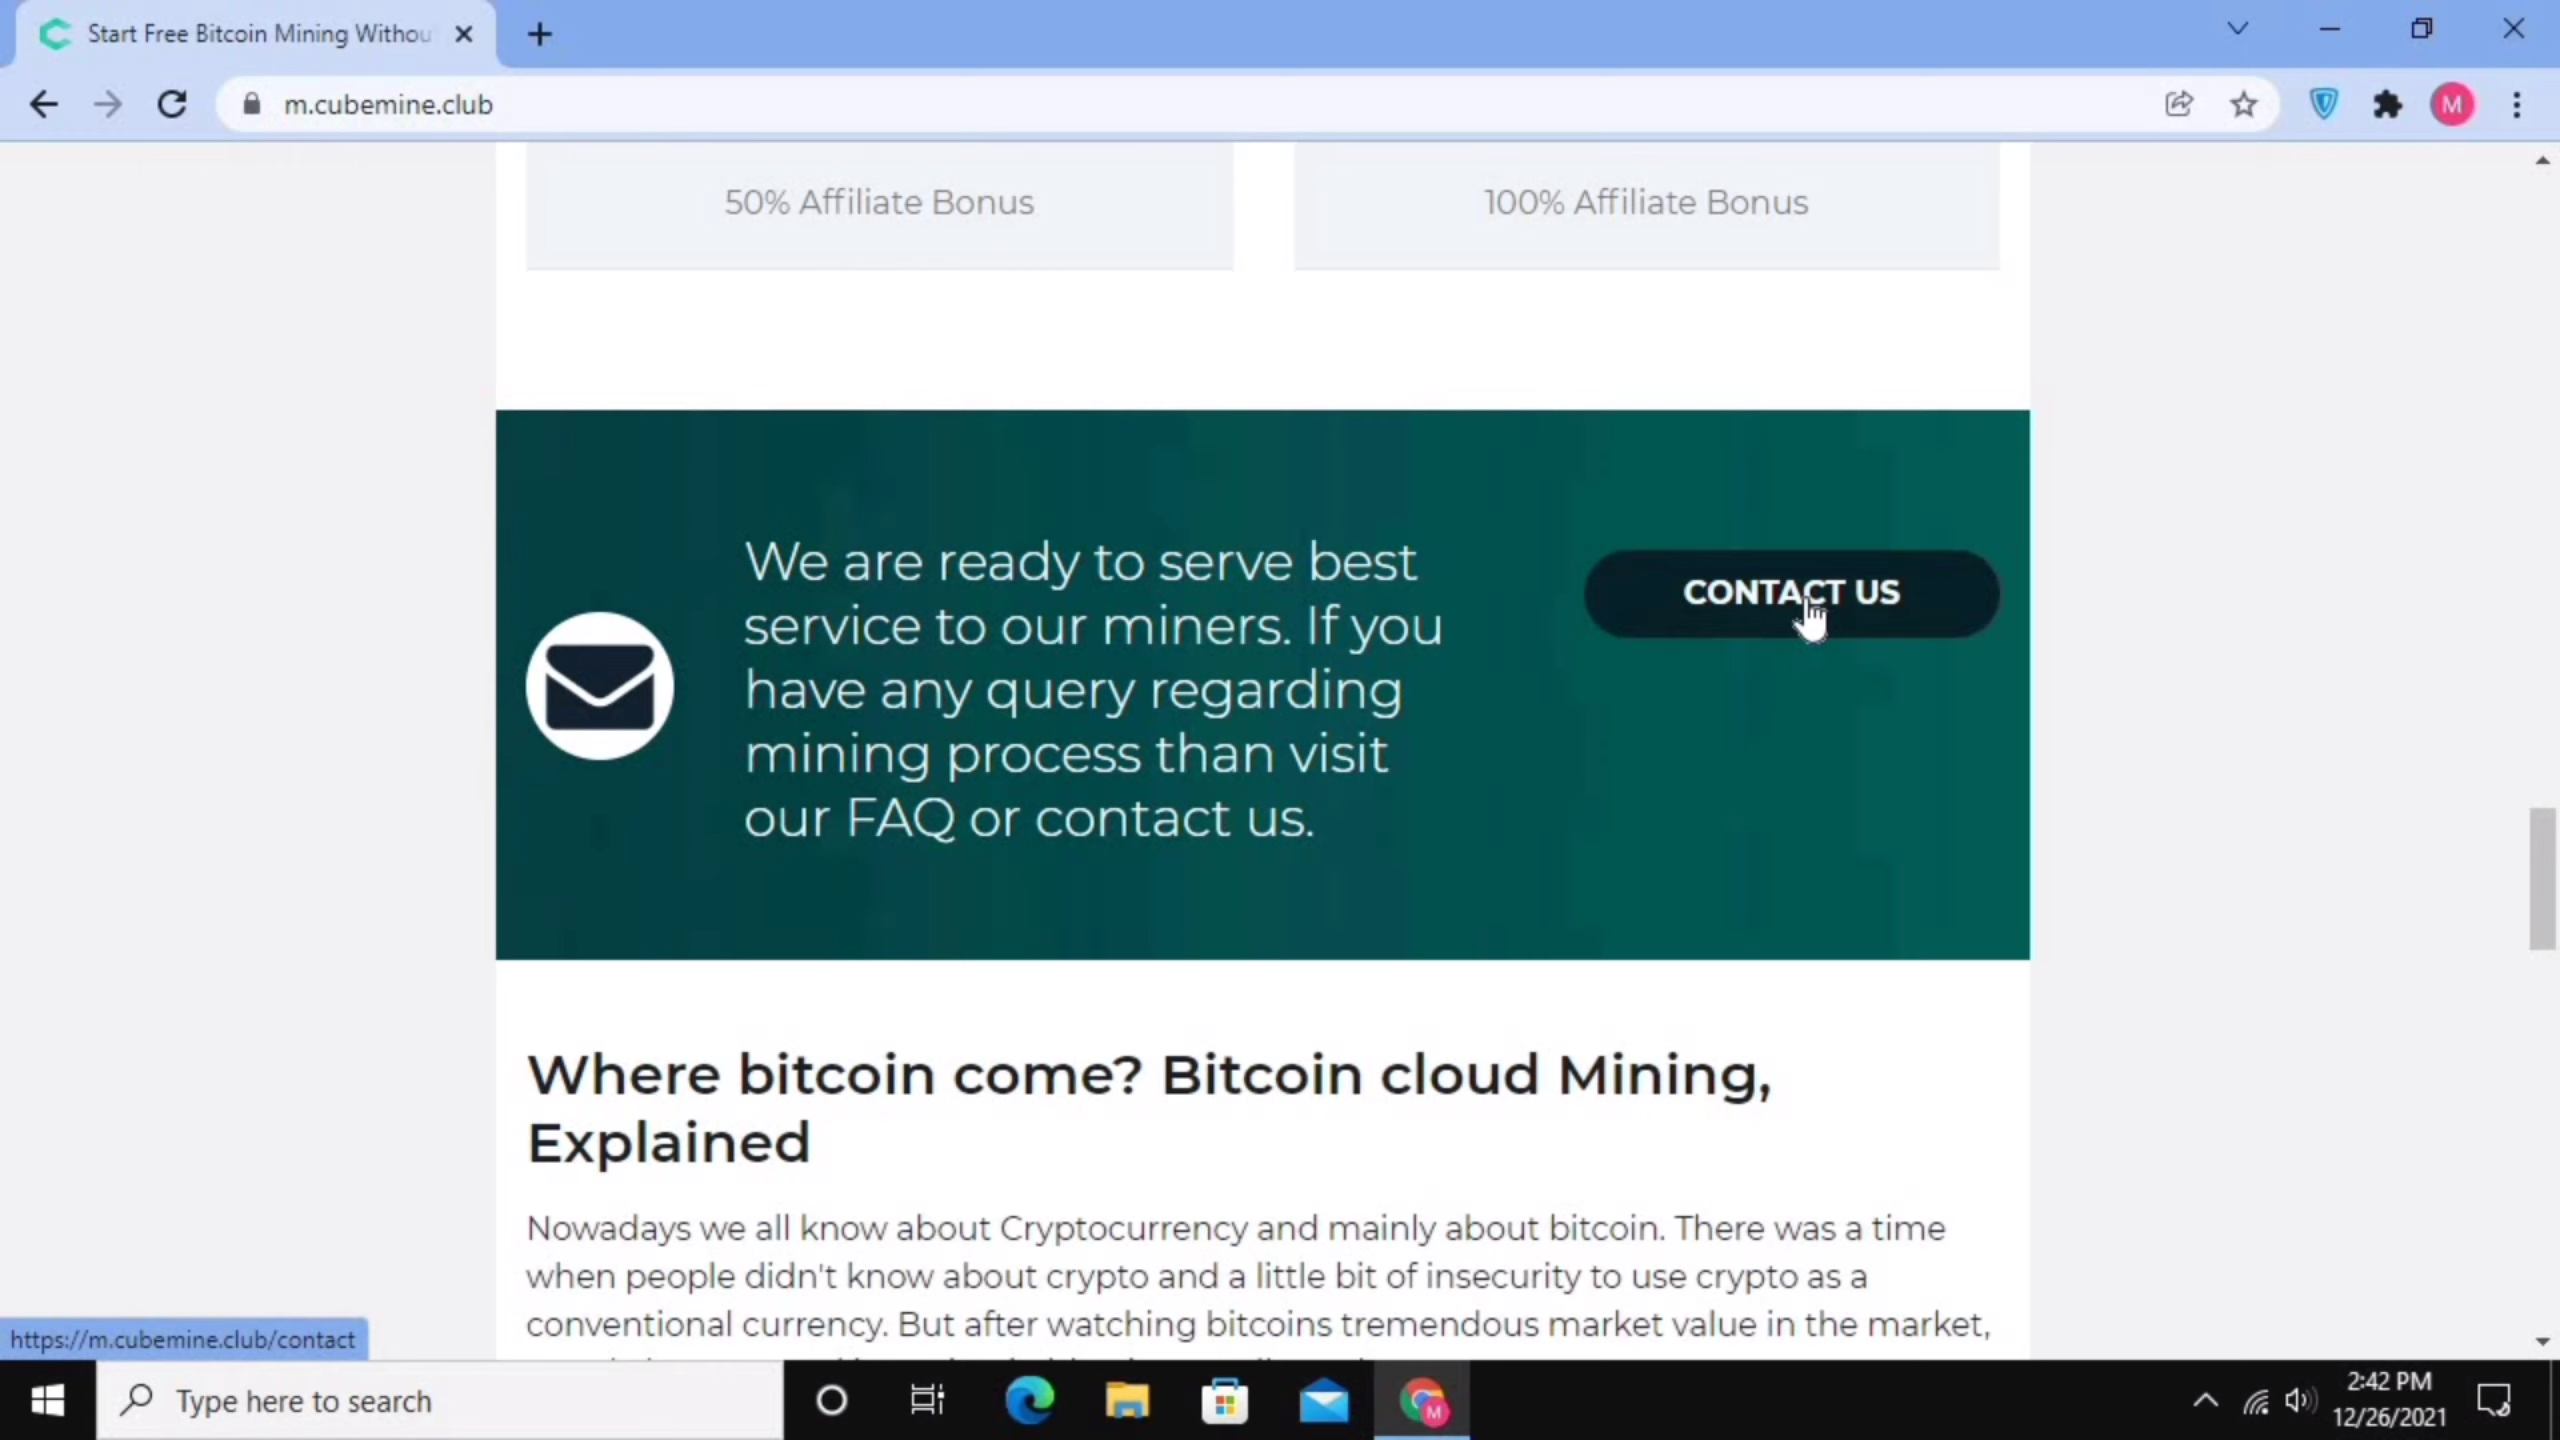 Start Free Bitcoin Mining Withou
m.cubemine.club
M
50% Affiliate Bonus
100% Affiliate Bonus
We are ready to serve best
service to our miners. If you
have any query regarding
mining process than visit
our FAQ or contact us.
CONTACT US
Where bitcoin come? Bitcoin cloud Mining,
Explained
Nowadays we all know about Cryptocurrency and mainly about bitcoin. There was a time
when people didn't know about crypto and a little bit of insecurity to use crypto as a
conventional currency. But after watching bitcoins tremendous market value in the market,
https://m.cubemine.club/contact
Type here to search
M
2:42 PM
12/26/2021